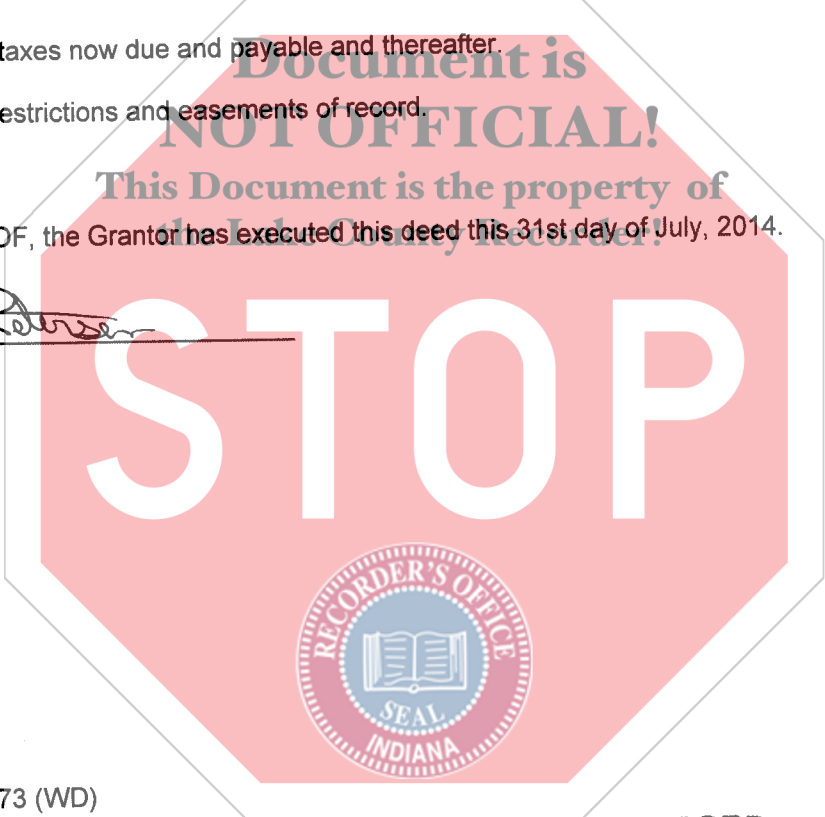 taxes now due and payable and thereafter.
Document is
estrictions and easements of record.
NOT OFFICIAL!
This Document is the property of
the Lake County Recorder!
OF, the Grantor has executed this deed this 31st day of July, 2014.
Petersen
STOP
RECORDER'S OFFICE
SEAL
INDIANA
73 (WD)